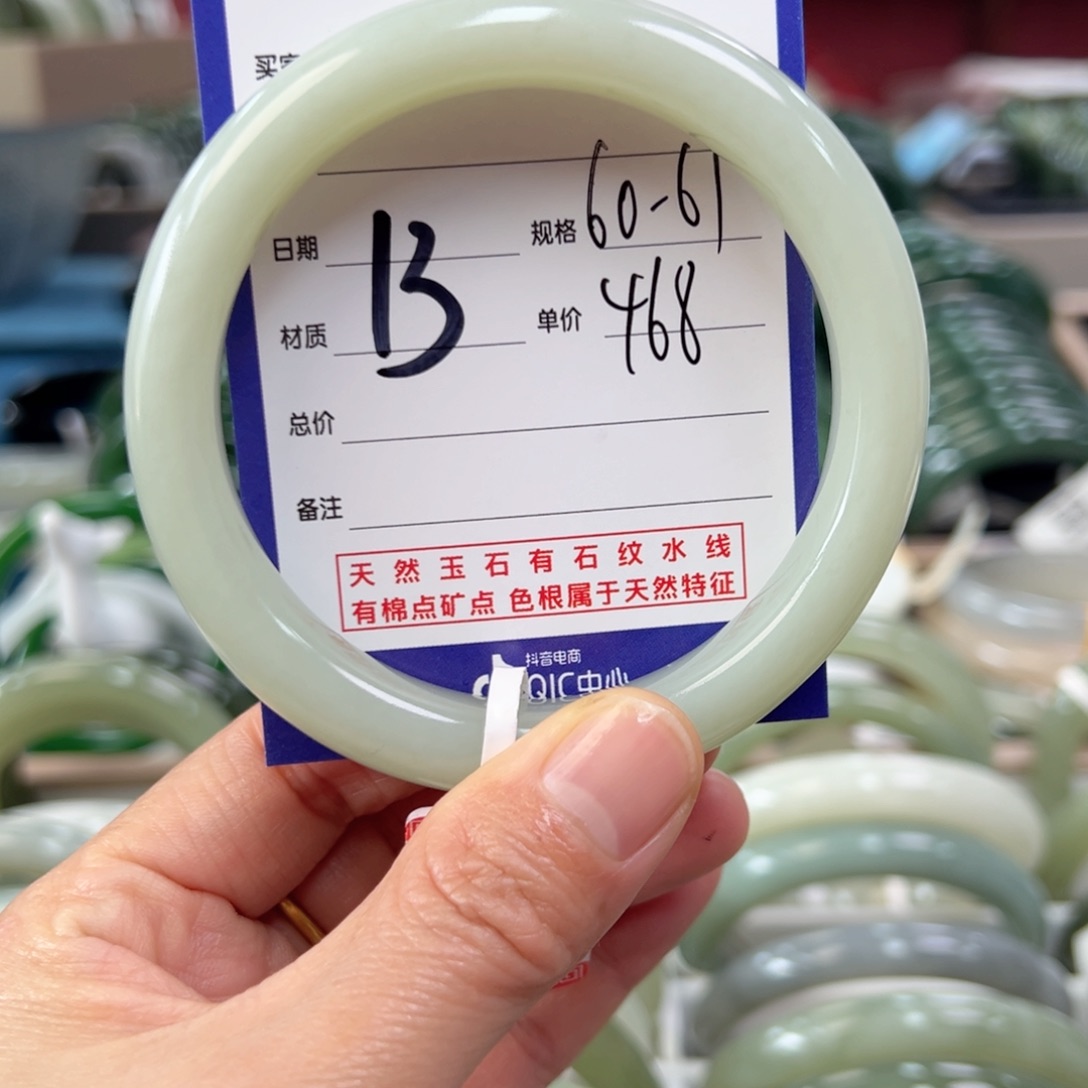 买家
日期 13 规格 60-61
材质 单价 468
总价
备注
天然玉石有石纹水线
有棉点矿点 色根属于天然特征
抖音电商
QIC中心